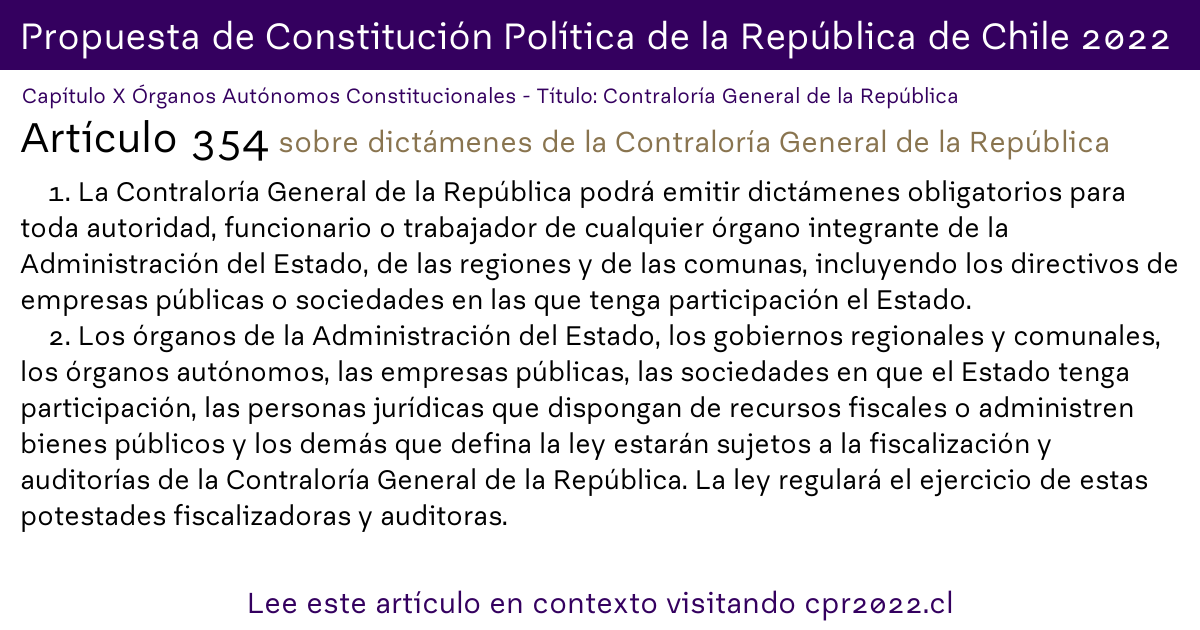 Propuesta de Constitución Política de la República de Chile 2022
Capítulo X Órganos Autónomos Constitucionales - Título: Contraloría General de la República
Artículo 354 sobre dictámenes de la Contraloría General de la República
1. La Contraloría General de la República podrá emitir dictámenes obligatorios para
toda autoridad, funcionario o trabajador de cualquier órgano integrante de la
Administración del Estado, de las regiones y de las comunas, incluyendo los directivos de
empresas públicas o sociedades en las que tenga participación el Estado.
2. Los órganos de la Administración del Estado, los gobiernos regionales y comunales,
los órganos autónomos, las empresas públicas, las sociedades en que el Estado tenga
participación, las personas jurídicas que dispongan de recursos fiscales o administren
bienes públicos y los demás que defina la ley estarán sujetos a la fiscalización y
auditorías de la Contraloría General de la República. La ley regulará el ejercicio de estas
potestades fiscalizadoras y auditoras.
Lee este artículo en contexto visitando cpr2022.cl